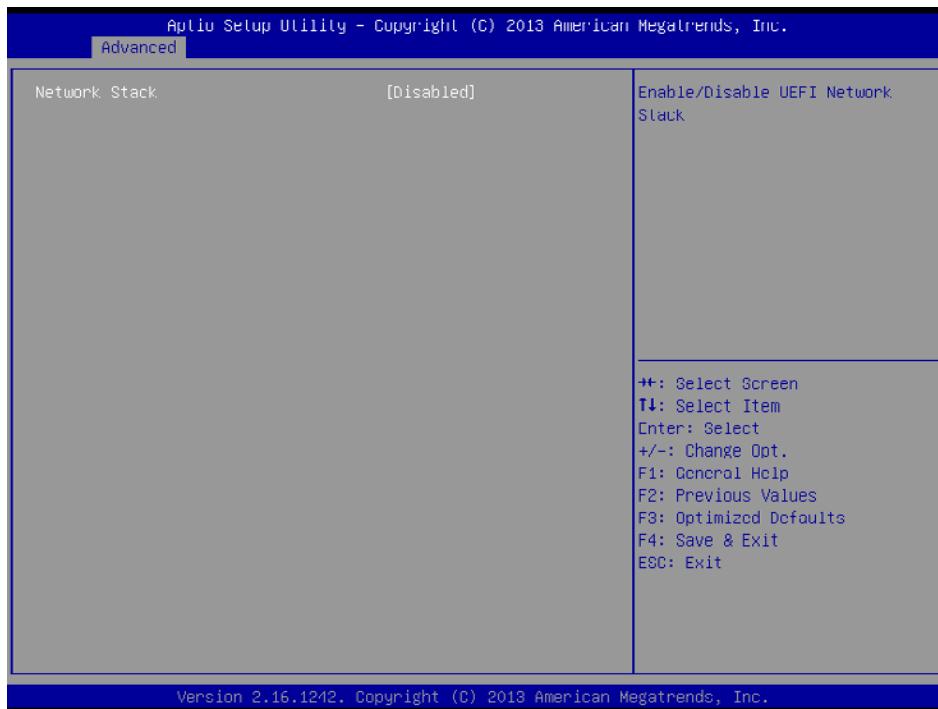 Aptio Setup Utility – Copyright (C) 2013 American Megatrends, Inc.
Advanced
Network Stack [Disabled]
Enable/Disable UEFI Network
Stack
→←: Select Screen
↑↓: Select Item
Enter: Select
+/-: Change Opt.
F1: General Help
F2: Previous Values
F3: Optimized Defaults
F4: Save & Exit
ESC: Exit
Version 2.16.1242. Copyright (C) 2013 American Megatrends, Inc.